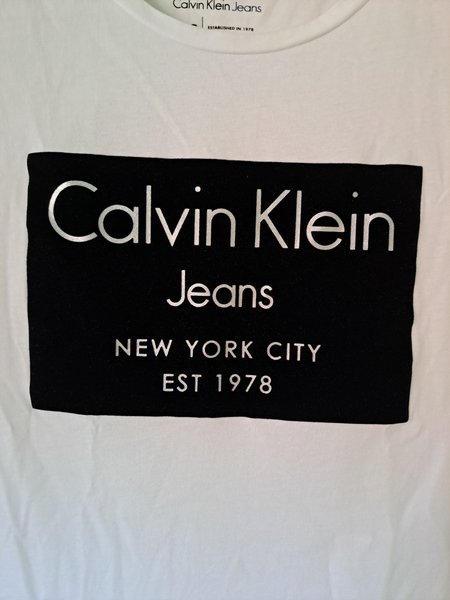 Calvin Klein Jeans
ESTABLISHED IN 1978
Calvin Klein
Jeans
NEW YORK CITY
EST 1978